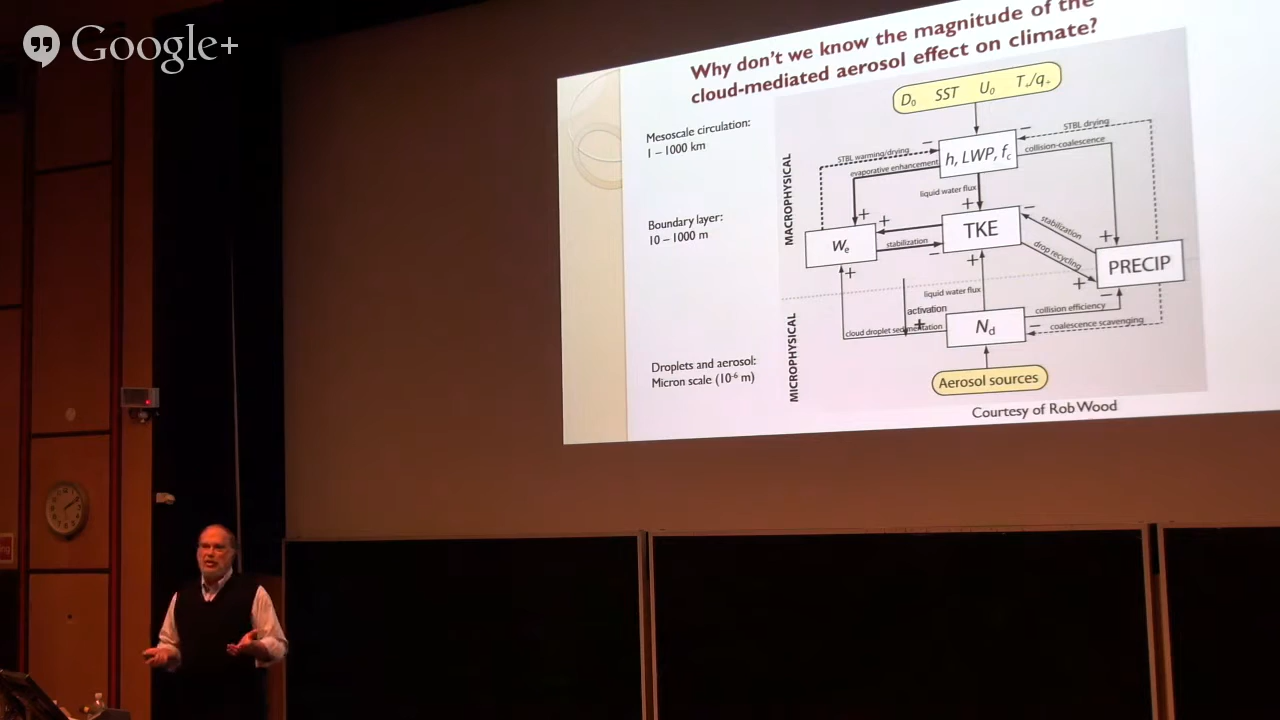 Google+
Why don't we know the magnitude of the
cloud-mediated aerosol effect on climate?
Mesoscale circulation:
1 – 1000 km
Boundary layer:
10 – 1000 m
Droplets and aerosol:
Micron scale (10⁻⁶ m)
MACROPHYSICAL
MICROPHYSICAL
D₀ SST U₀ T₊/q₊
STBL drying
STBL warming/drying
h, LWP, f꜀
collision-coalescence
evaporative enhancement
liquid water flux
Wₑ
stabilization
TKE
stabilization
drop recycling
PRECIP
liquid water flux
activation
cloud droplet sedimentation
N_d
collision efficiency
coalescence scavenging
Aerosol sources
Courtesy of Rob Wood